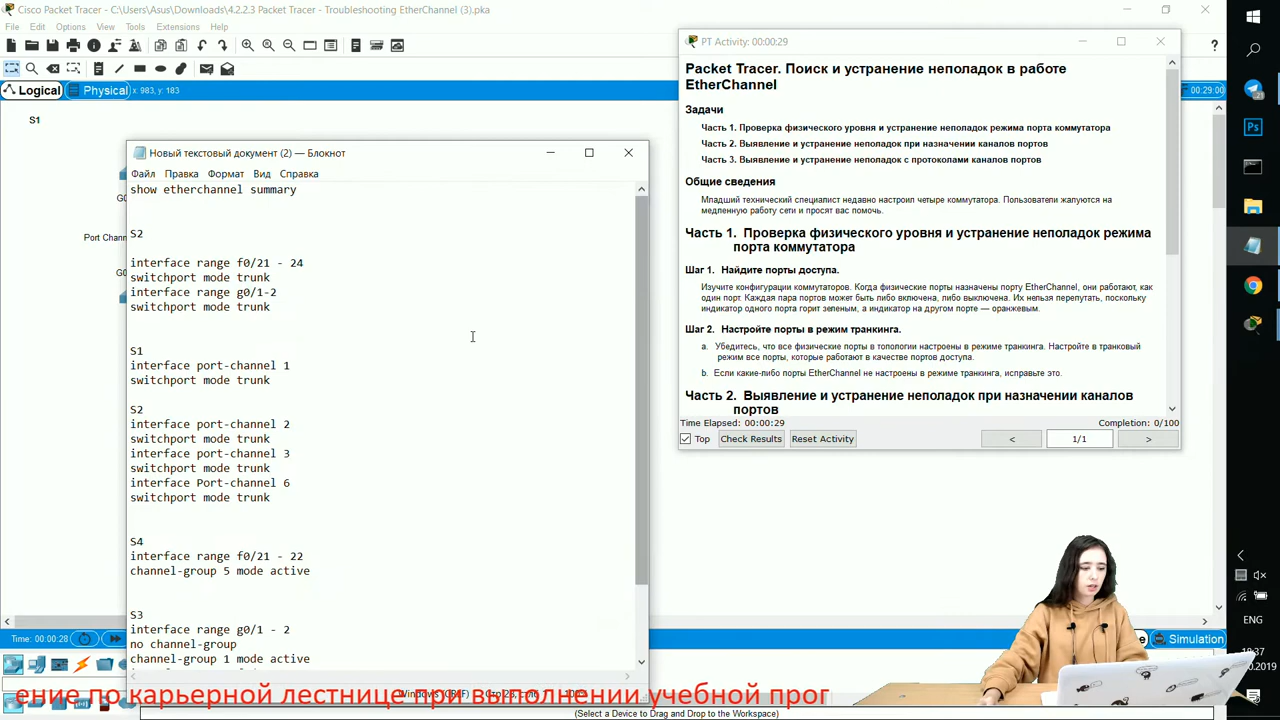 Cisco Packet Tracer - C:\Users\Asus\Downloads\4.2.2.3 Packet Tracer - Troubleshooting EtherChannel (3).pka
File Edit Options View Tools Extensions Help
Logical Physical x: 983, y: 183
00:29:00
S1
G0
Port Chann
G0
Новый текстовый документ (2) — Блокнот
Файл Правка Формат Вид Справка
show etherchannel summary
S2
interface range f0/21 - 24
switchport mode trunk
interface range g0/1-2
switchport mode trunk
S1
interface port-channel 1
switchport mode trunk
S2
interface port-channel 2
switchport mode trunk
interface port-channel 3
switchport mode trunk
interface Port-channel 6
switchport mode trunk
S4
interface range f0/21 - 22
channel-group 5 mode active
S3
interface range g0/1 - 2
no channel-group
channel-group 1 mode active
PT Activity: 00:00:29
Packet Tracer. Поиск и устранение неполадок в работе
EtherChannel
Задачи
Часть 1. Проверка физического уровня и устранение неполадок режима порта коммутатора
Часть 2. Выявление и устранение неполадок при назначении каналов портов
Часть 3. Выявление и устранение неполадок с протоколами каналов портов
Общие сведения
Младший технический специалист недавно настроил четыре коммутатора. Пользователи жалуются на
медленную работу сети и просят вас помочь.
Часть 1. Проверка физического уровня и устранение неполадок режима
порта коммутатора
Шаг 1. Найдите порты доступа.
Изучите конфигурации коммутаторов. Когда физические порты назначены порту EtherChannel, они работают, как
один порт. Каждая пара портов может быть либо включена, либо выключена. Их нельзя перепутать, поскольку
индикатор одного порта горит зеленым, а индикатор на другом порте — оранжевым.
Шаг 2. Настройте порты в режим транкинга.
a. Убедитесь, что все физические порты в топологии настроены в режиме транкинга. Настройте в транковый
режим все порты, которые работают в качестве портов доступа.
b. Если какие-либо порты EtherChannel не настроены в режиме транкинга, исправьте это.
Часть 2. Выявление и устранение неполадок при назначении каналов
портов
Time Elapsed: 00:00:29 Completion: 0/100
Top Check Results Reset Activity < 1/1 >
Time: 00:00:28
Simulation
ение по карьерной лестнице при выполнении учебной прог
(Select a Device to Drag and Drop to the Workspace)
Ps
ENG